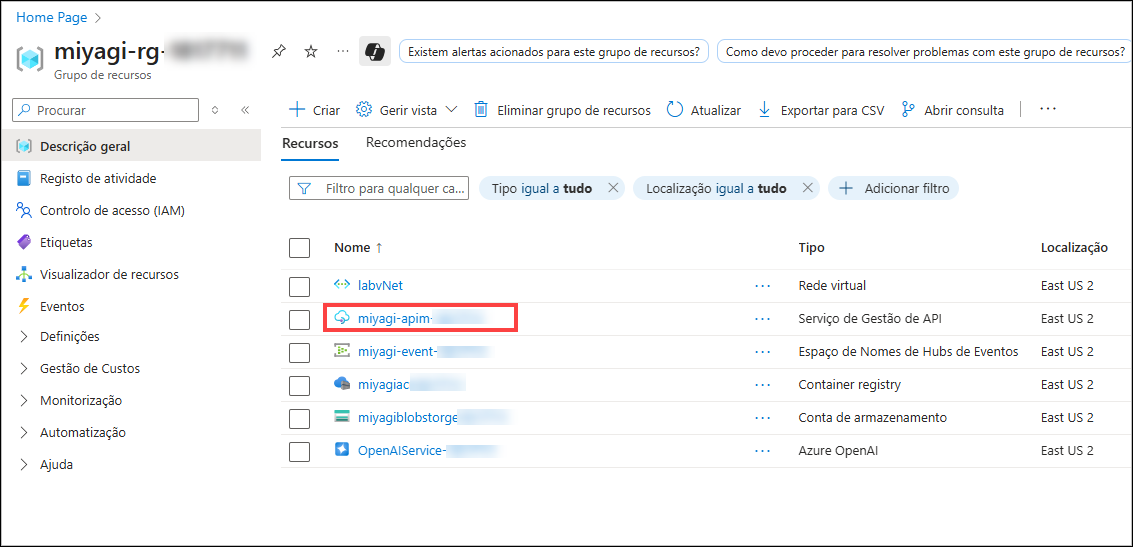 Home Page
miyagi-rg-
Grupo de recursos
Existem alertas acionados para este grupo de recursos?
Como devo proceder para resolver problemas com este grupo de recursos?
Procurar
Criar
Gerir vista
Eliminar grupo de recursos
Atualizar
Exportar para CSV
Abrir consulta
Descrição geral
Registo de atividade
Controlo de acesso (IAM)
Etiquetas
Visualizador de recursos
Eventos
Definições
Gestão de Custos
Monitorização
Automatização
Ajuda
Recursos
Recomendações
Filtro para qualquer ca...
Tipo igual a tudo
Localização igual a tudo
Adicionar filtro
Nome ↑ Tipo Localização
labvNet ... Rede virtual East US 2
miyagi-apim- ... Serviço de Gestão de API East US 2
miyagi-event- ... Espaço de Nomes de Hubs de Eventos East US 2
miyagiac ... Container registry East US 2
miyagiblobstorge ... Conta de armazenamento East US 2
OpenAIService- ... Azure OpenAI East US 2